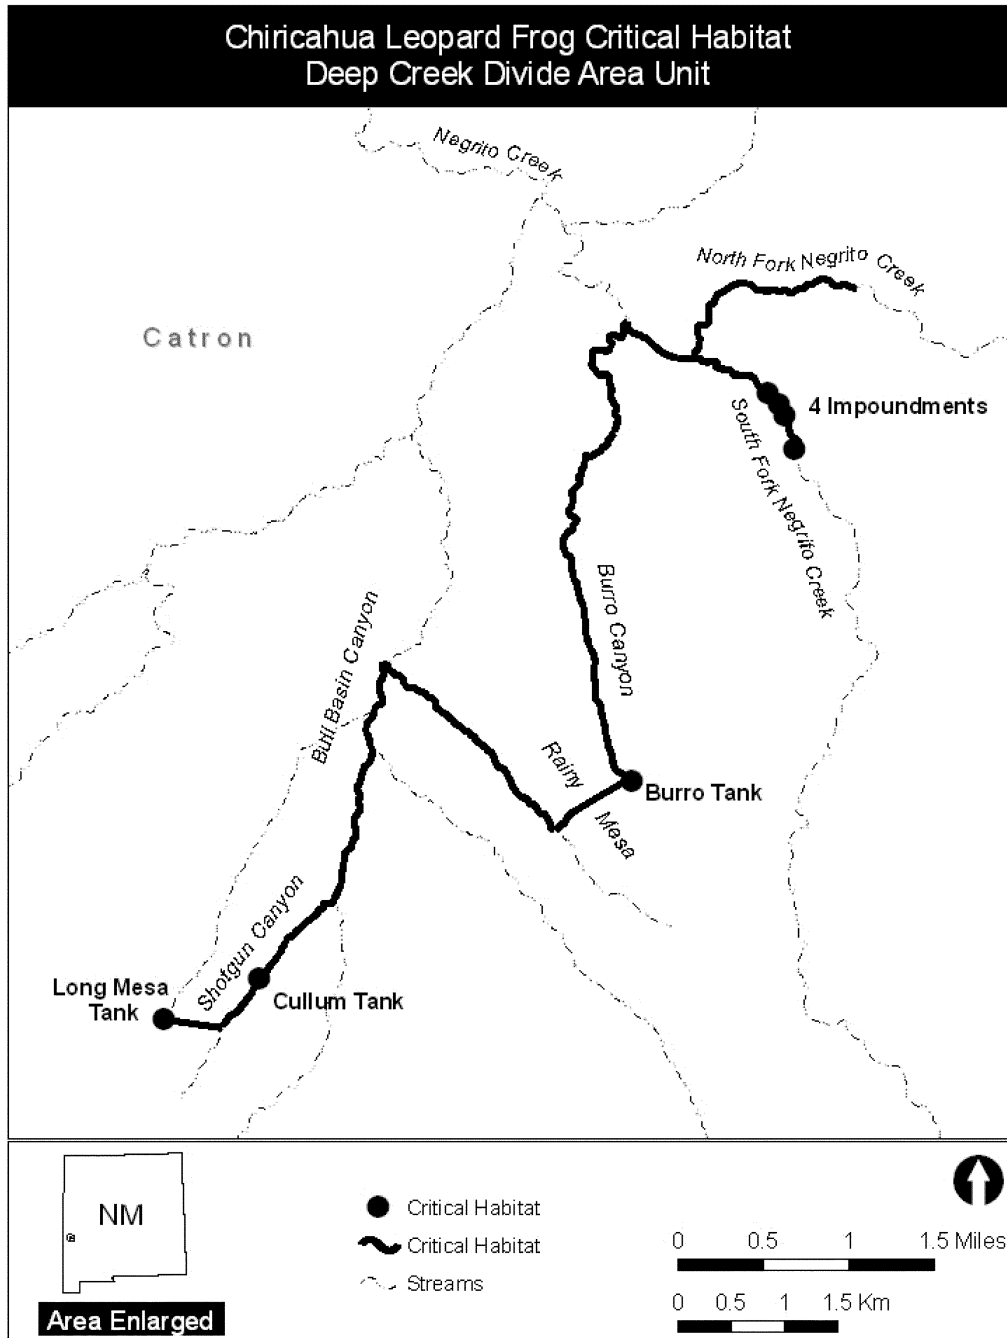 Chiricahua Leopard Frog Critical Habitat
Deep Creek Divide Area Unit
Negrito Creek
North Fork Negrito Creek
Catron
4 Impoundments
South Fork Negrito Creek
Burro Canyon
Bull Basin Canyon
Rainy
Mesa
Burro Tank
Shotgun Canyon
Long Mesa
Tank
Cullum Tank
NM
Area Enlarged
Critical Habitat
Critical Habitat
Streams
0 0.5 1 1.5 Miles
0 0.5 1 1.5 Km